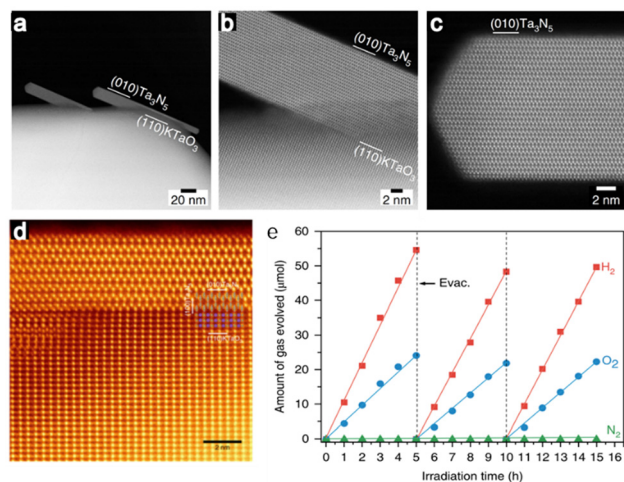 a
(010)Ta₃N₅
(1̅10)KTaO₃
20 nm
b
(010)Ta₃N₅
(1̅10)KTaO₃
2 nm
c
(010)Ta₃N₅
2 nm
d
2 nm
e
Amount of gas evolved (μmol)
60
50
40
30
20
10
0
H₂
Evac.
O₂
N₂
0 1 2 3 4 5 6 7 8 9 10 11 12 13 14 15 16
Irradiation time (h)